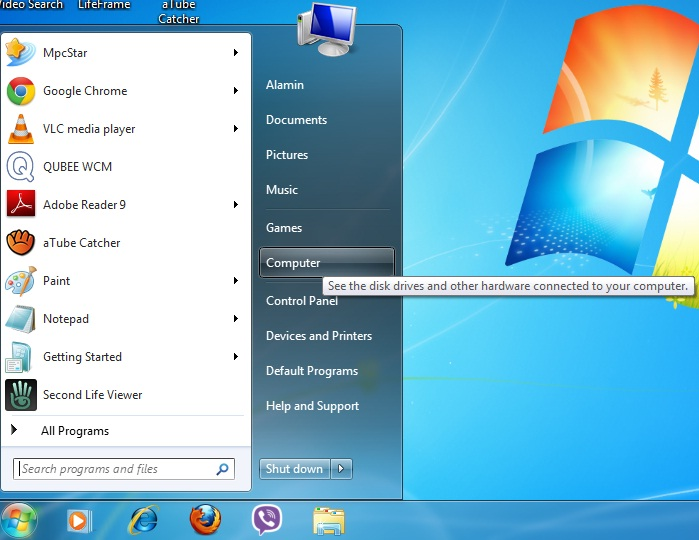 Video Search
LifeFrame
aTube
Catcher
MpcStar
Google Chrome
VLC media player
QUBEE WCM
Adobe Reader 9
aTube Catcher
Paint
Notepad
Getting Started
Second Life Viewer
All Programs
Search programs and files
Alamin
Documents
Pictures
Music
Games
Computer
See the disk drives and other hardware connected to your computer.
Control Panel
Devices and Printers
Default Programs
Help and Support
Shut down